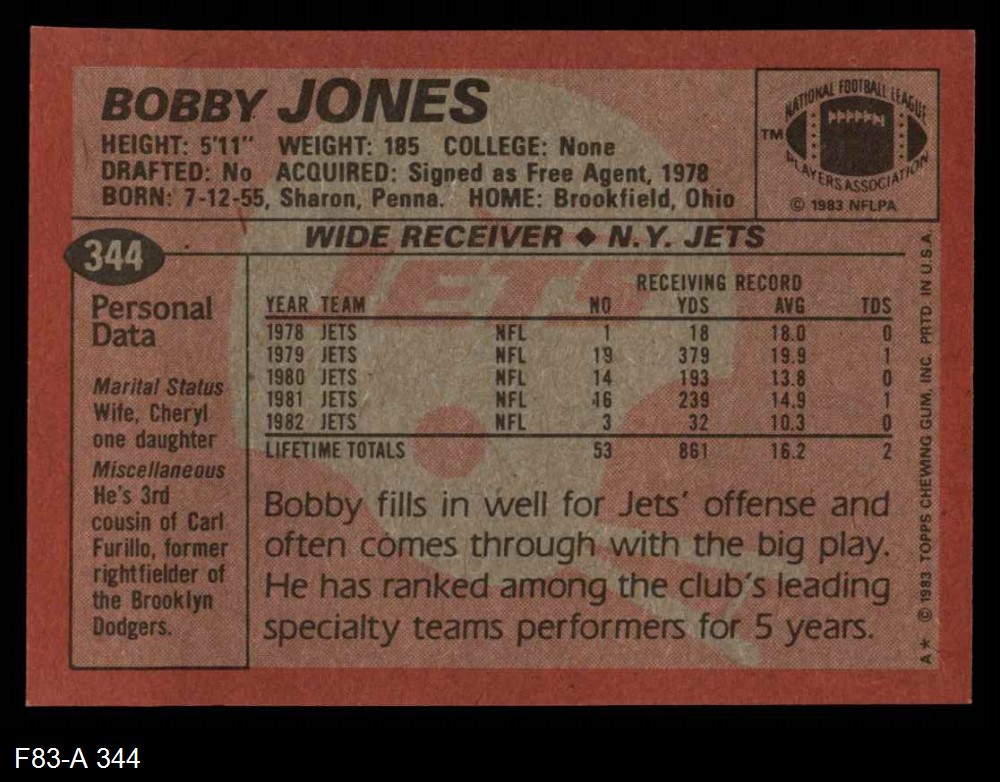 BOBBY JONES
HEIGHT: 5'11" WEIGHT: 185 COLLEGE: None
DRAFTED: No ACQUIRED: Signed as Free Agent, 1978
BORN: 7-12-55, Sharon, Penna. HOME: Brookfield, Ohio
NATIONAL FOOTBALL LEAGUE
TM
PLAYERS ASSOCIATION
© 1983 NFLPA
344
WIDE RECEIVER ◆ N.Y. JETS
JETS
Personal
Data
Marital Status
Wife, Cheryl
one daughter
Miscellaneous
He's 3rd
cousin of Carl
Furillo, former
rightfielder of
the Brooklyn
Dodgers.
RECEIVING RECORD
YEAR TEAM NO YDS AVG TDS
1978 JETS NFL 1 18 18.0 0
1979 JETS NFL 19 379 19.9 1
1980 JETS NFL 14 193 13.8 0
1981 JETS NFL 16 239 14.9 1
1982 JETS NFL 3 32 10.3 0
LIFETIME TOTALS 53 861 16.2 2
Bobby fills in well for Jets' offense and
often comes through with the big play.
He has ranked among the club's leading
specialty teams performers for 5 years.
A* © 1983 TOPPS CHEWING GUM, INC. PRTD IN U.S.A.
F83-A 344